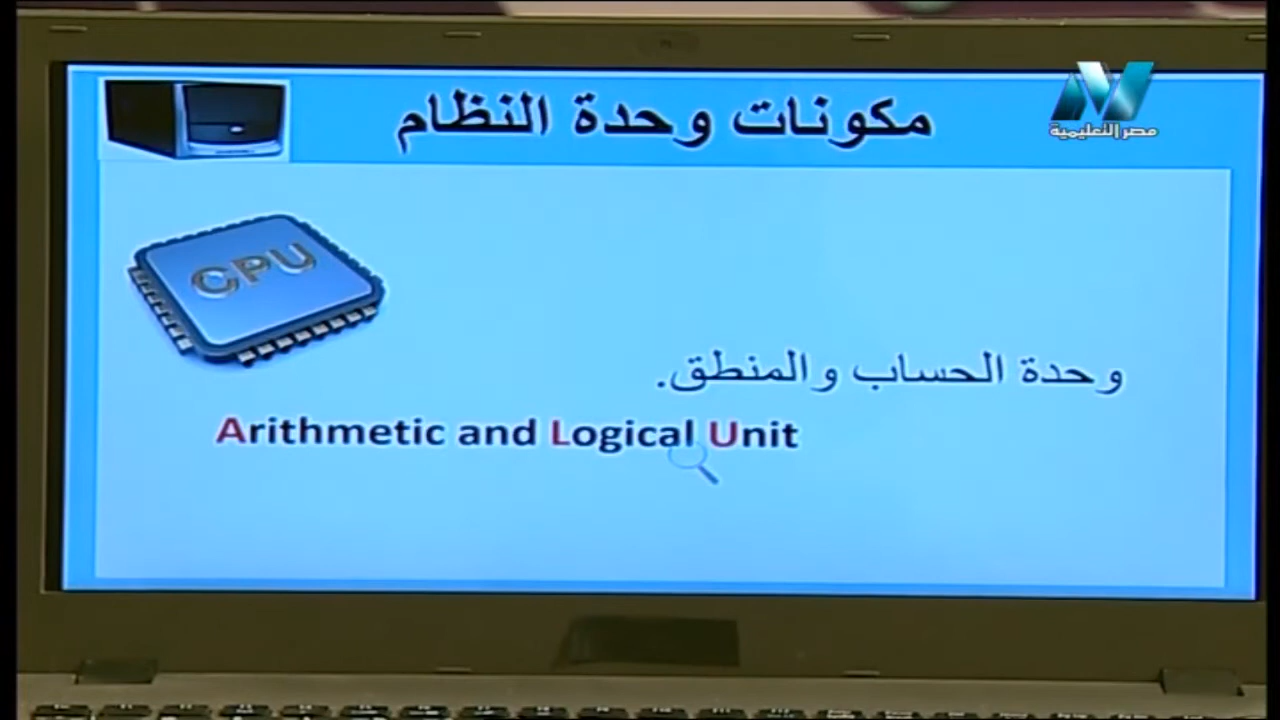 مكونات وحدة النظام
مصر التعليمية
CPU
وحدة الحساب والمنطق.
Arithmetic and Logical Unit